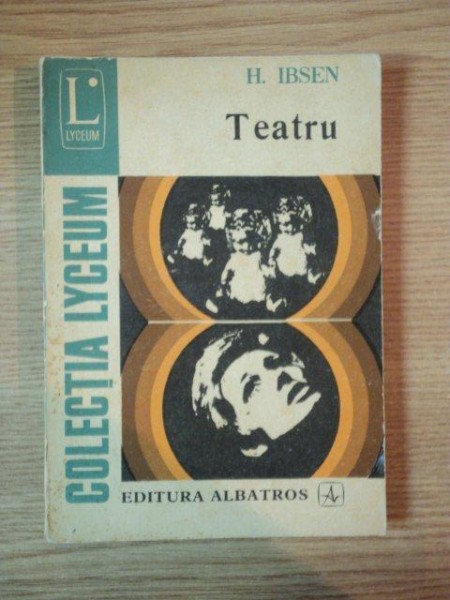 L
LYCEUM
H. IBSEN
Teatru
COLECȚIA LYCEUM
EDITURA ALBATROS